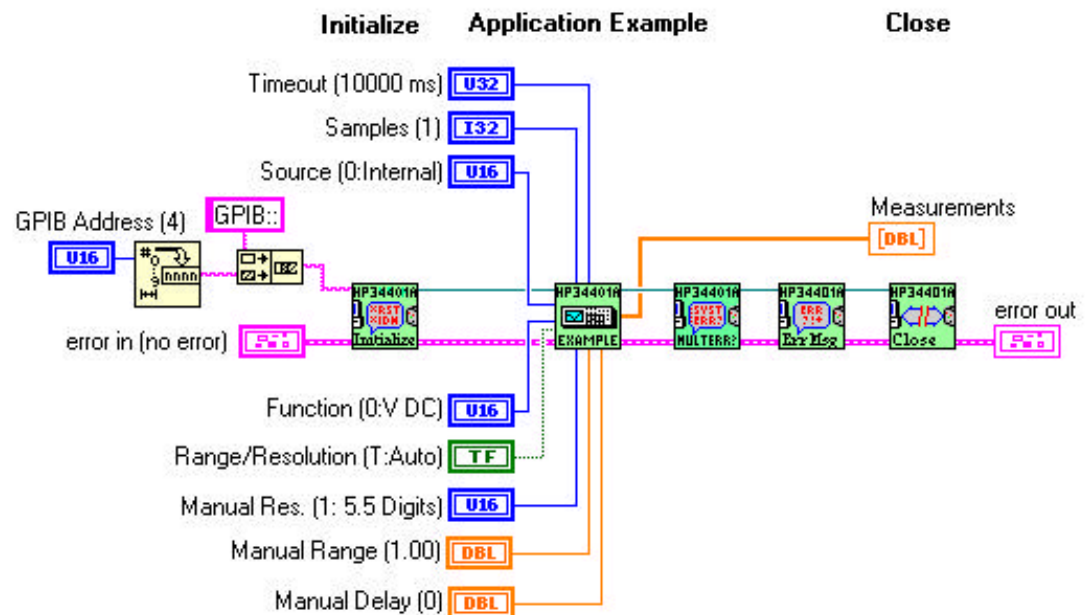 Initialize
Application Example
Close
Timeout (10000 ms)
U32
Samples (1)
I32
Source (0:Internal)
U16
GPIB Address (4)
U16
GPIB::
Measurements
[DBL]
HP34401A
Initialize
HP34401A
EXAMPLE
HP34401A
SYST
ERR?
MULTERR?
HP34401A
ERR
?!+
Err Msg
HP34401A
Close
error in (no error)
error out
Function (0:V DC)
U16
Range/Resolution (T:Auto)
TF
Manual Res. (1: 5.5 Digits)
U16
Manual Range (1.00)
DBL
Manual Delay (0)
DBL